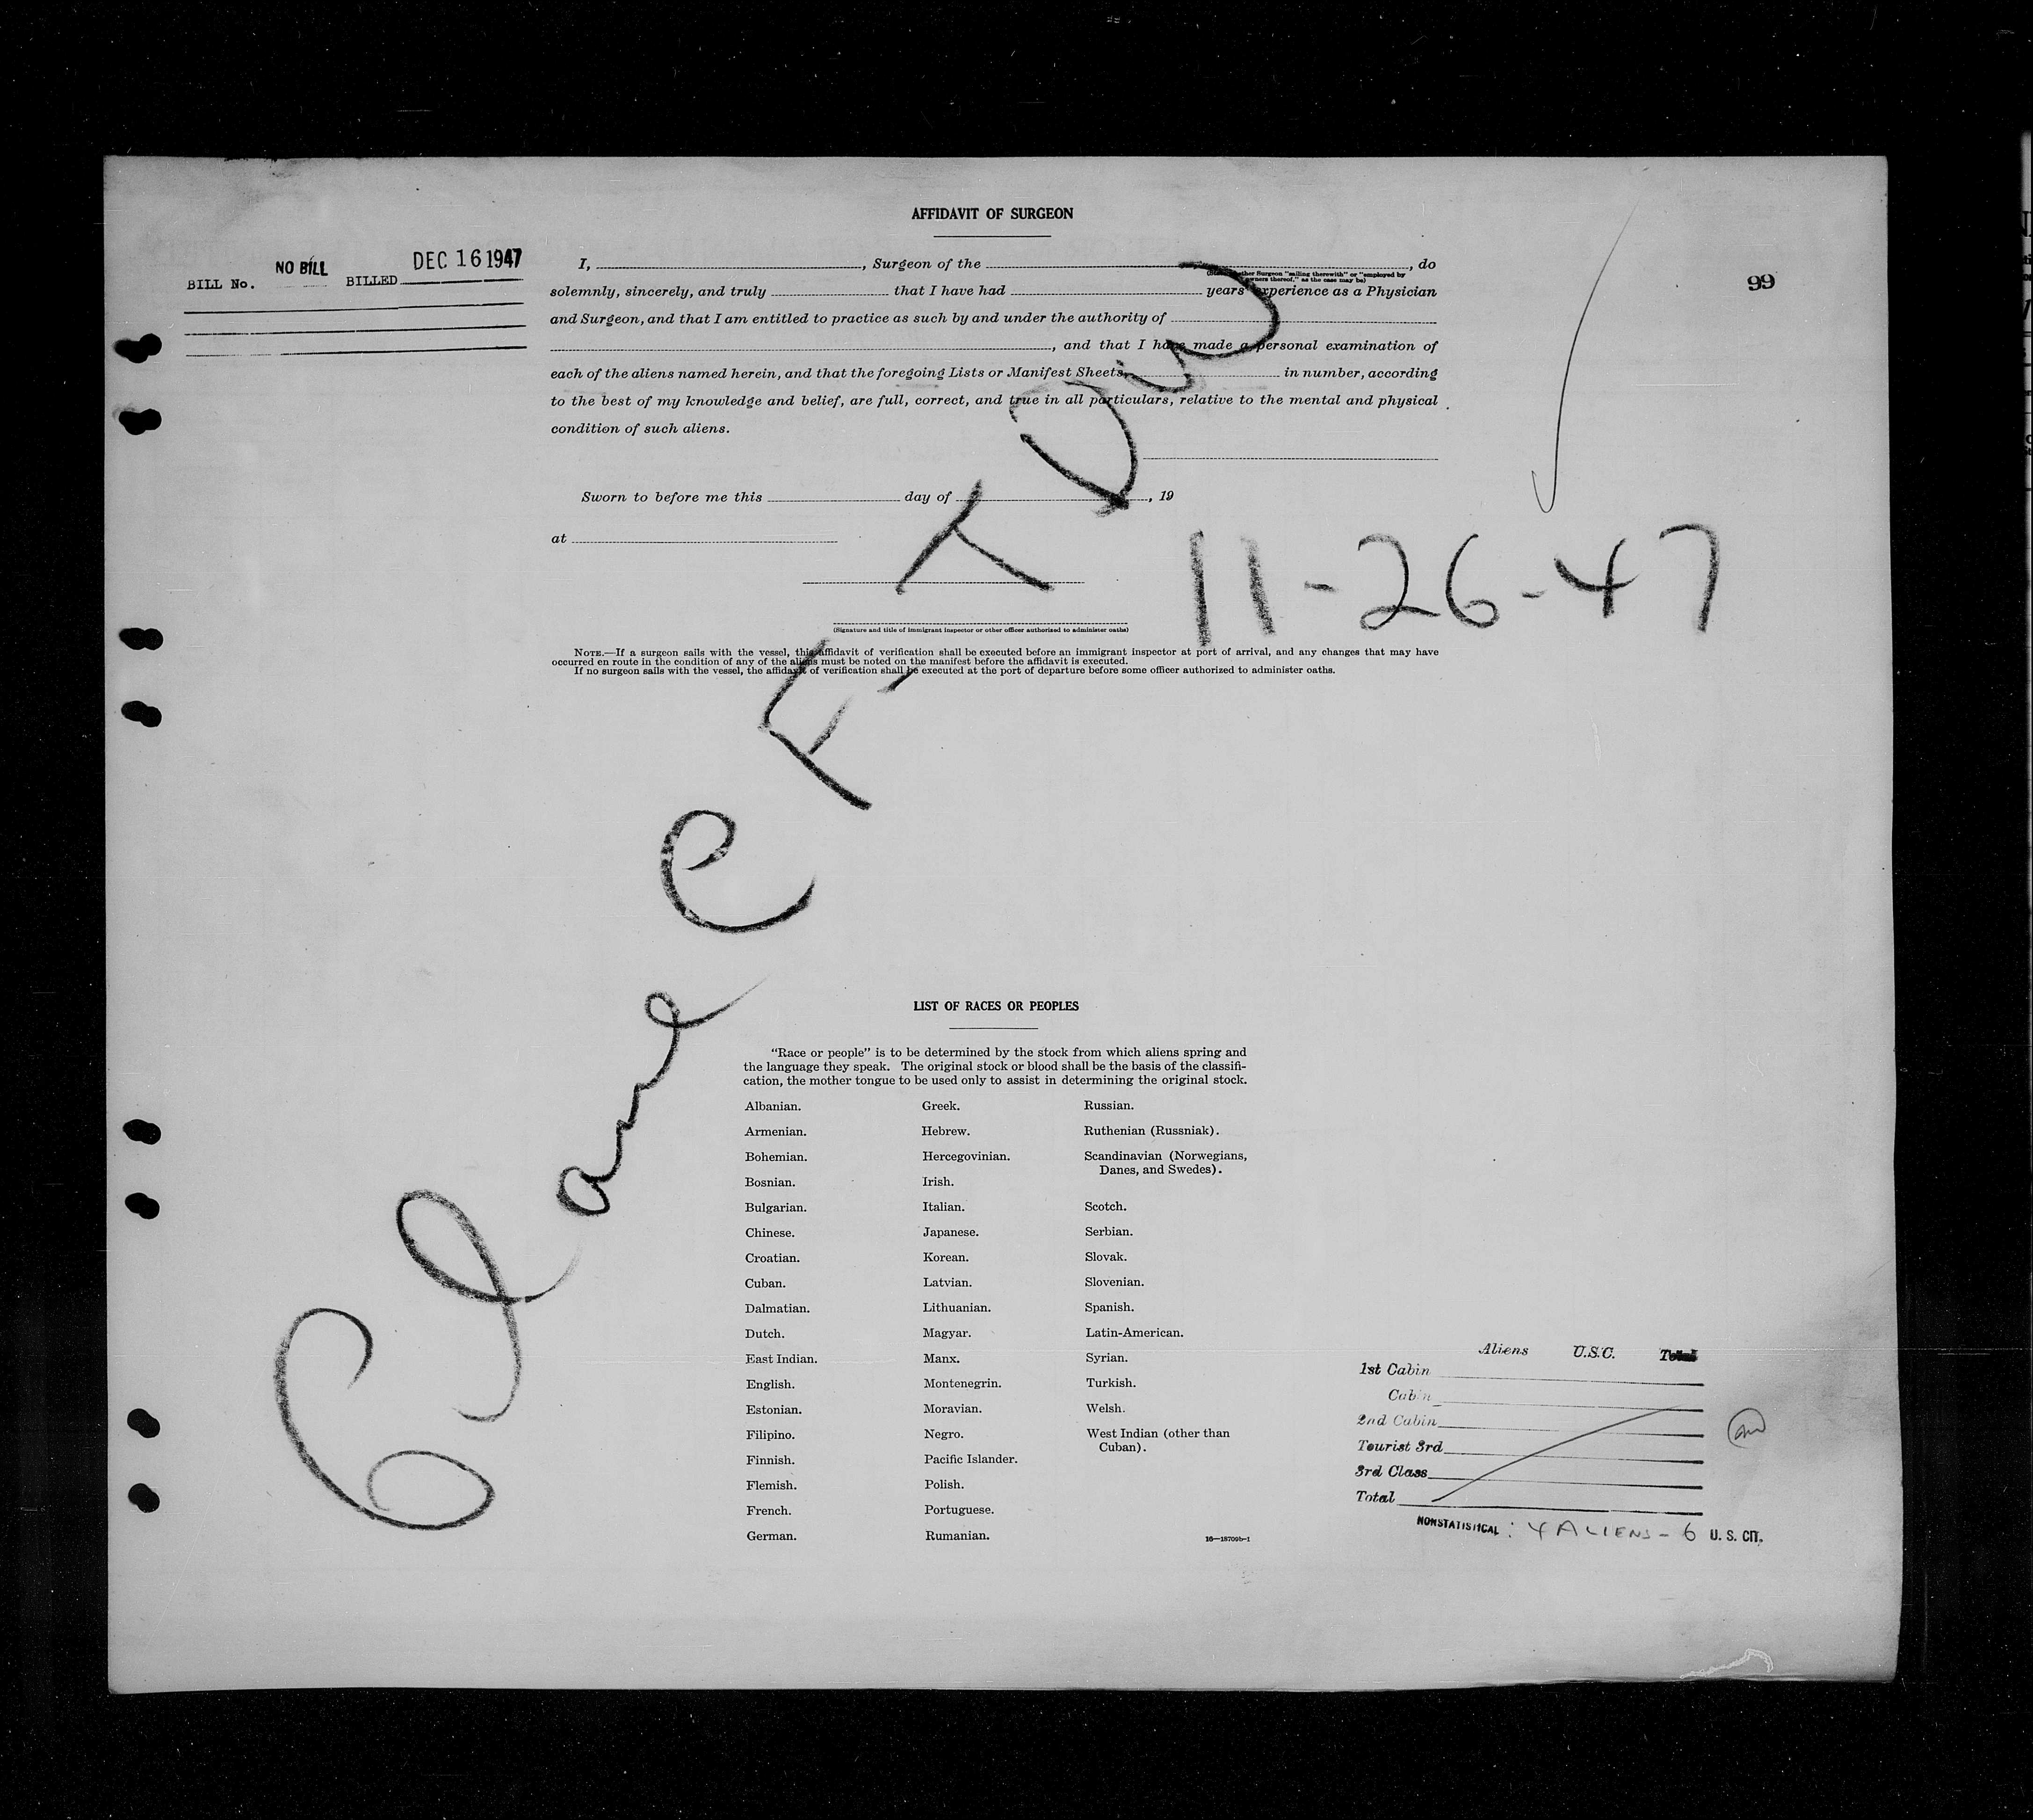 AFFIDAVIT OF SURGEON
BILL No. NO BILL BILLED DEC 16 1947
99
I, , Surgeon of the , do
solemnly, sincerely, and truly that I have had years' experience as a Physician
and Surgeon, and that I am entitled to practice as such by and under the authority of
, and that I have made a personal examination of
each of the aliens named herein, and that the foregoing Lists or Manifest Sheets, in number, according
to the best of my knowledge and belief, are full, correct, and true in all particulars, relative to the mental and physical
condition of such aliens.
Sworn to before me this day of , 19
at
(Signature and title of immigrant inspector or other officer authorized to administer oaths)
11-26-47
NOTE.—If a surgeon sails with the vessel, this affidavit of verification shall be executed before an immigrant inspector at port of arrival, and any changes that may have
occurred en route in the condition of any of the aliens must be noted on the manifest before the affidavit is executed.
If no surgeon sails with the vessel, the affidavit of verification shall be executed at the port of departure before some officer authorized to administer oaths.
Plane CF-
LIST OF RACES OR PEOPLES
"Race or people" is to be determined by the stock from which aliens spring and
the language they speak. The original stock or blood shall be the basis of the classifi-
cation, the mother tongue to be used only to assist in determining the original stock.
Albanian. Greek. Russian.
Armenian. Hebrew. Ruthenian (Russniak).
Bohemian. Hercegovinian. Scandinavian (Norwegians,
Danes, and Swedes).
Bosnian. Irish.
Bulgarian. Italian. Scotch.
Chinese. Japanese. Serbian.
Croatian. Korean. Slovak.
Cuban. Latvian. Slovenian.
Dalmatian. Lithuanian. Spanish.
Dutch. Magyar. Latin-American.
East Indian. Manx. Syrian.
English. Montenegrin. Turkish.
Estonian. Moravian. Welsh.
Filipino. Negro. West Indian (other than
Cuban).
Finnish. Pacific Islander.
Flemish. Polish.
French. Portuguese.
German. Rumanian.
16—18709b-1
Aliens U.S.C. Total
1st Cabin
Cabin
2nd Cabin
Tourist 3rd
3rd Class
Total
NONSTATISTICAL: 4 ALIENS - 6 U. S. CIT.